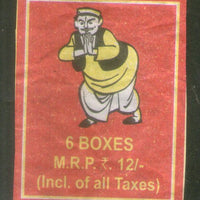 6 BOXES
M.R.P. ₹. 12/-
(Incl. of all Taxes)